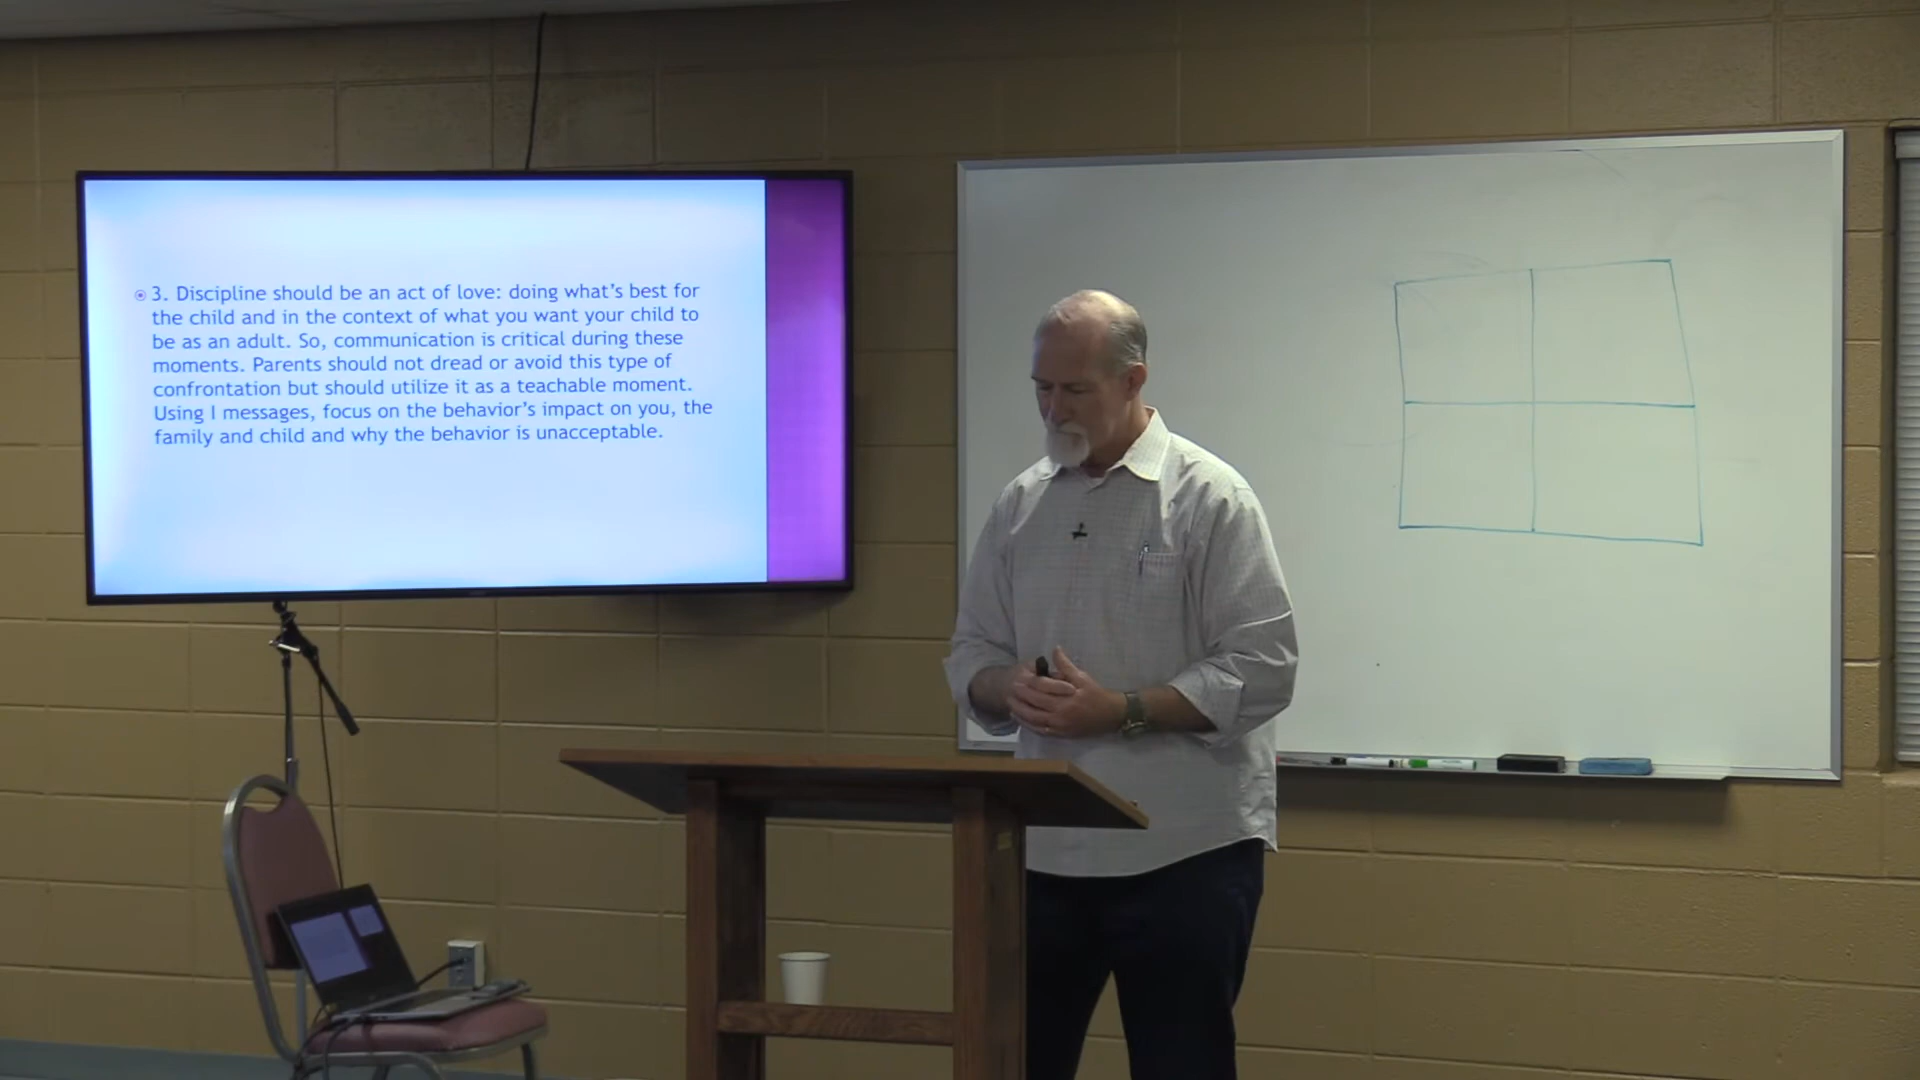 3. Discipline should be an act of love: doing what's best for
the child and in the context of what you want your child to
be as an adult. So, communication is critical during these
moments. Parents should not dread or avoid this type of
confrontation but should utilize it as a teachable moment.
Using I messages, focus on the behavior's impact on you, the
family and child and why the behavior is unacceptable.